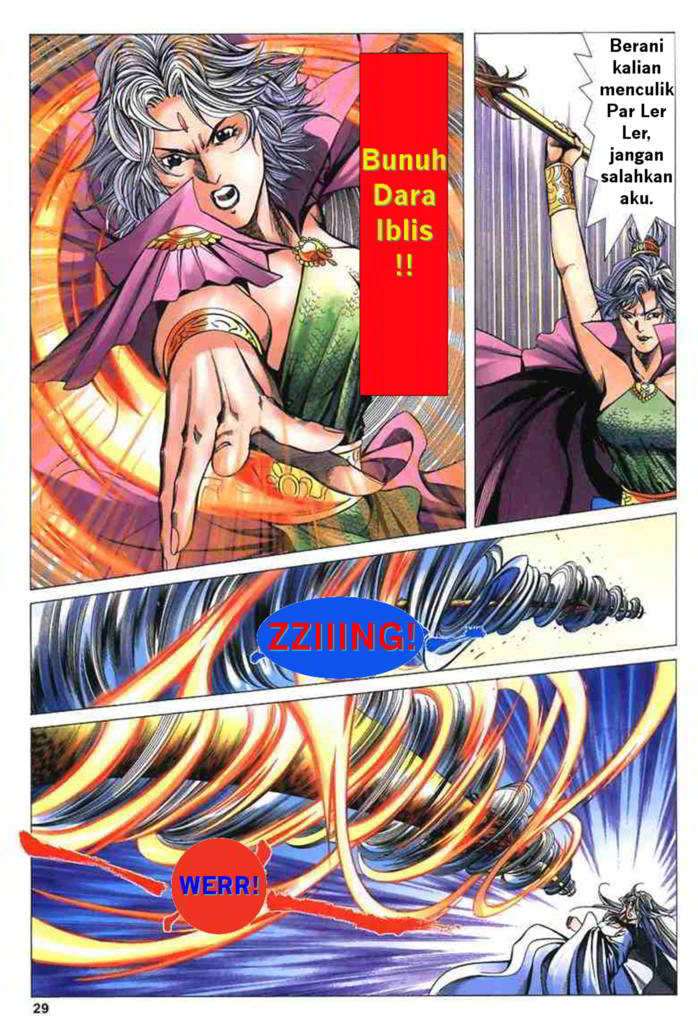 Berani
kalian
menculik
Par Ler
Ler,
jangan
salahkan
aku.
Bunuh
Dara
Iblis
!!
ZZIIING!
WERR!
29